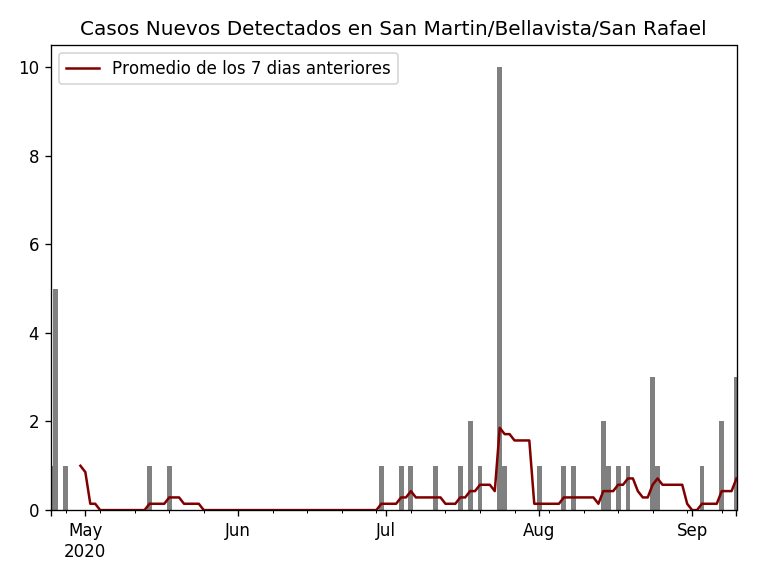 Casos Nuevos Detectados en San Martin/Bellavista/San Rafael
Promedio de los 7 dias anteriores
10
8
6
4
2
0
May Jun Jul Aug Sep
2020